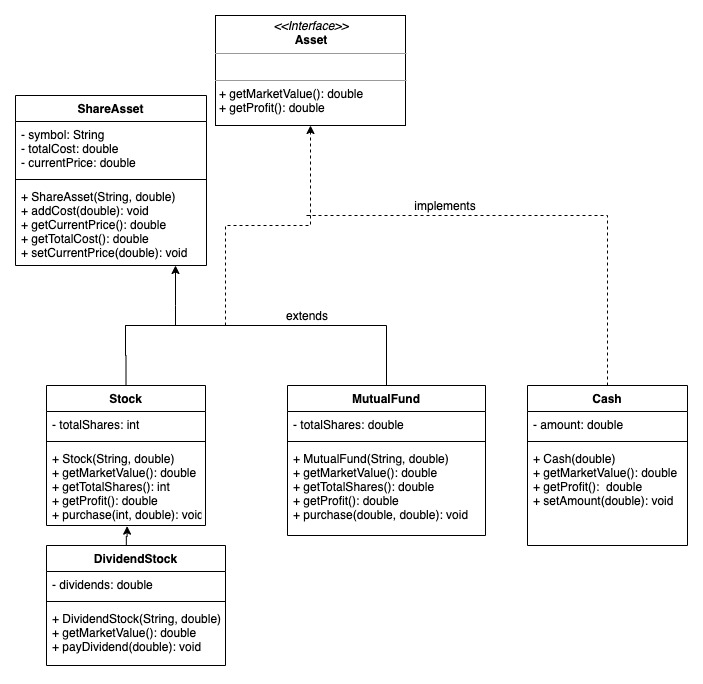 <<Interface>>
Asset
+ getMarketValue(): double
+ getProfit(): double
ShareAsset
- symbol: String
- totalCost: double
- currentPrice: double
+ ShareAsset(String, double)
+ addCost(double): void
+ getCurrentPrice(): double
+ getTotalCost(): double
+ setCurrentPrice(double): void
implements
extends
Stock
- totalShares: int
+ Stock(String, double)
+ getMarketValue(): double
+ getTotalShares(): int
+ getProfit(): double
+ purchase(int, double): void
MutualFund
- totalShares: double
+ MutualFund(String, double)
+ getMarketValue(): double
+ getTotalShares(): double
+ getProfit(): double
+ purchase(double, double): void
Cash
- amount: double
+ Cash(double)
+ getMarketValue(): double
+ getProfit():  double
+ setAmount(double): void
DividendStock
- dividends: double
+ DividendStock(String, double)
+ getMarketValue(): double
+ payDividend(double): void